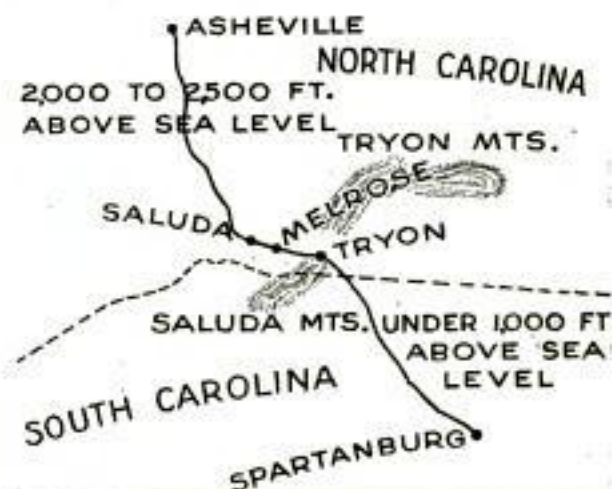 ASHEVILLE
NORTH CAROLINA
2,000 TO 2,500 FT.
ABOVE SEA LEVEL
TRYON MTS.
MELROSE
SALUDA
TRYON
SALUDA MTS.
UNDER 1,000 FT
ABOVE SEA
LEVEL
SOUTH CAROLINA
SPARTANBURG